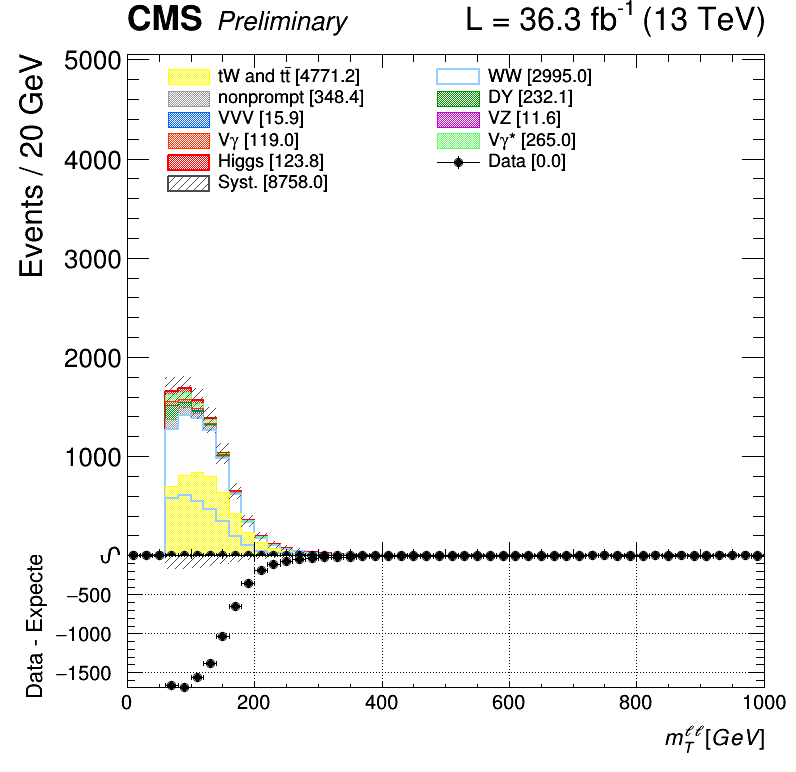 CMS Preliminary L = 36.3 fb⁻¹ (13 TeV)
Events / 20 GeV
5000
4000
3000
2000
1000
0
tW and tt̄ [4771.2]
nonprompt [348.4]
VVV [15.9]
Vγ [119.0]
Higgs [123.8]
Syst. [8758.0]
WW [2995.0]
DY [232.1]
VZ [11.6]
Vγ* [265.0]
Data [0.0]
Data - Expecte
−500
−1000
−1500
0 200 400 600 800 1000
m_T^ℓℓ [GeV]